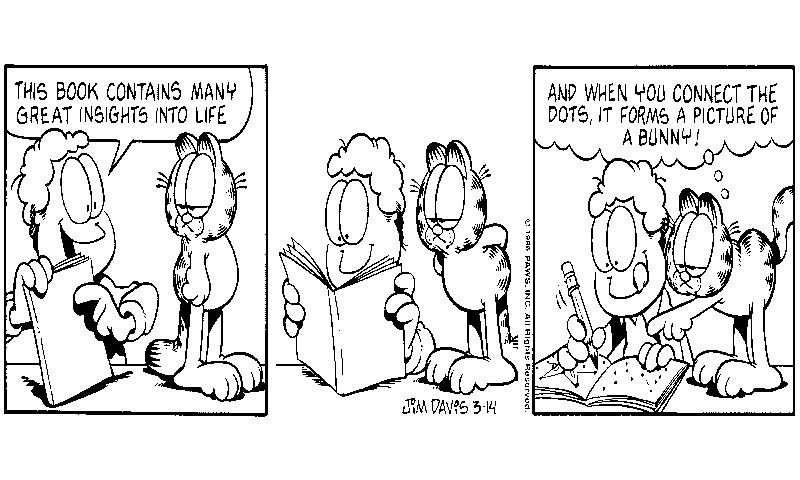 THIS BOOK CONTAINS MANY
GREAT INSIGHTS INTO LIFE
JIM DAVIS 3-14
© 1996 PAWS, INC. All Rights Reserved.
AND WHEN YOU CONNECT THE
DOTS, IT FORMS A PICTURE OF
A BUNNY!